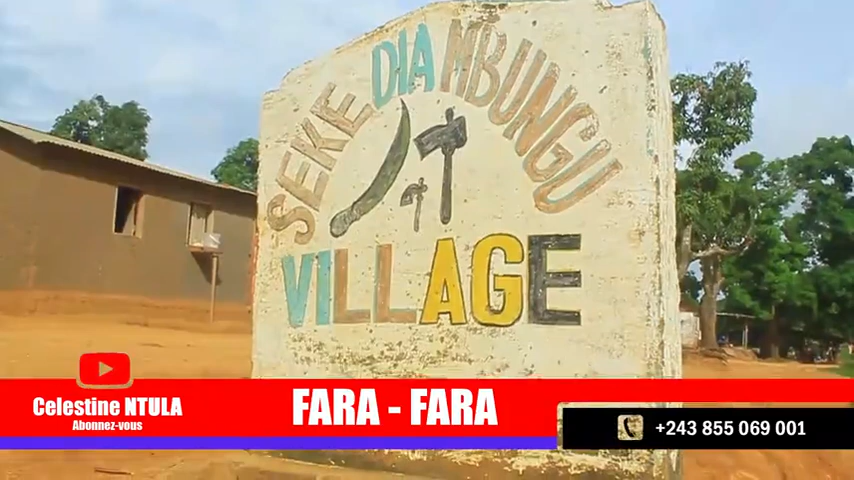 SEKE DIA MBUNGU
VILLAGE
Celestine NTULA
Abonnez-vous
FARA - FARA
+243 855 069 001